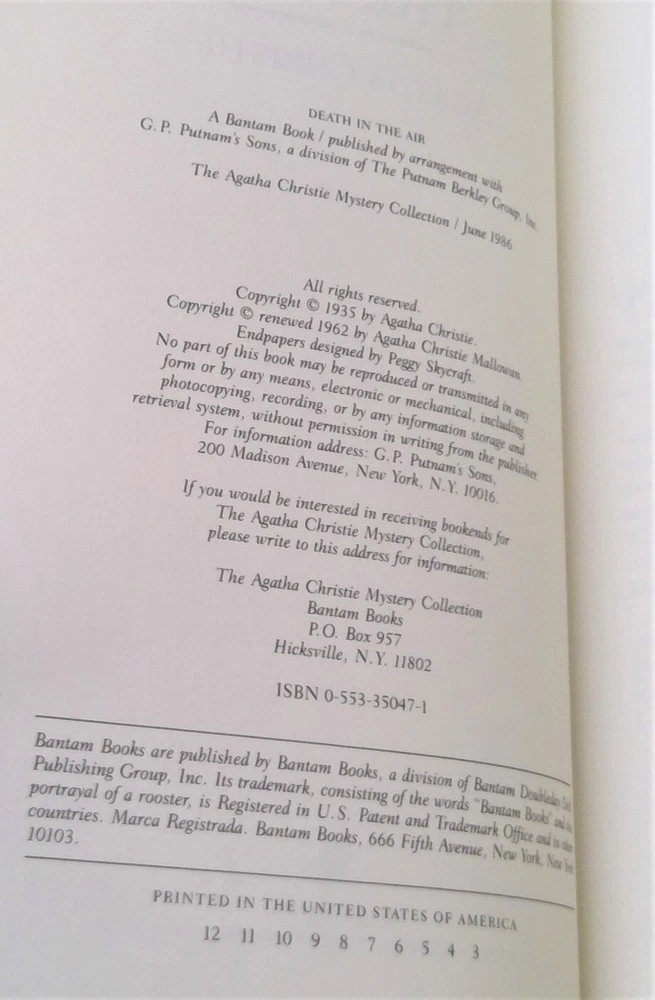 DEATH IN THE AIR
A Bantam Book / published by arrangement with
G. P. Putnam's Sons, a division of The Putnam Berkley Group, Inc.
The Agatha Christie Mystery Collection / June 1986
All rights reserved.
Copyright © 1935 by Agatha Christie.
Copyright © renewed 1962 by Agatha Christie Mallowan.
Endpapers designed by Peggy Skycraft.
No part of this book may be reproduced or transmitted in any
form or by any means, electronic or mechanical, including
photocopying, recording, or by any information storage and
retrieval system, without permission in writing from the publisher.
For information address: G. P. Putnam's Sons,
200 Madison Avenue, New York, N.Y. 10016.
If you would be interested in receiving bookends for
The Agatha Christie Mystery Collection,
please write to this address for information:
The Agatha Christie Mystery Collection
Bantam Books
P.O. Box 957
Hicksville, N.Y. 11802
ISBN 0-553-35047-1
Bantam Books are published by Bantam Books, a division of Bantam Doubleday
Publishing Group, Inc. Its trademark, consisting of the words "Bantam Books" and the
portrayal of a rooster, is Registered in U.S. Patent and Trademark Office and in other
countries. Marca Registrada. Bantam Books, 666 Fifth Avenue, New York, New York
10103.
PRINTED IN THE UNITED STATES OF AMERICA
12 11 10 9 8 7 6 5 4 3